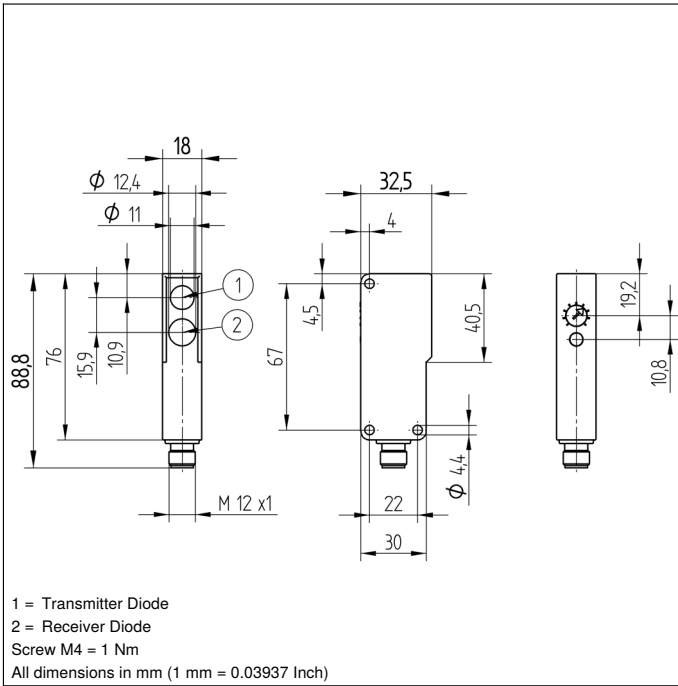 18
ϕ 12,4
ϕ 11
1
2
88,8
76
15,9
10,9
M 12 x1
32,5
4
4,5
67
40,5
ϕ 4,4
22
30
19,2
10,8
1 = Transmitter Diode
2 = Receiver Diode
Screw M4 = 1 Nm
All dimensions in mm (1 mm = 0.03937 Inch)